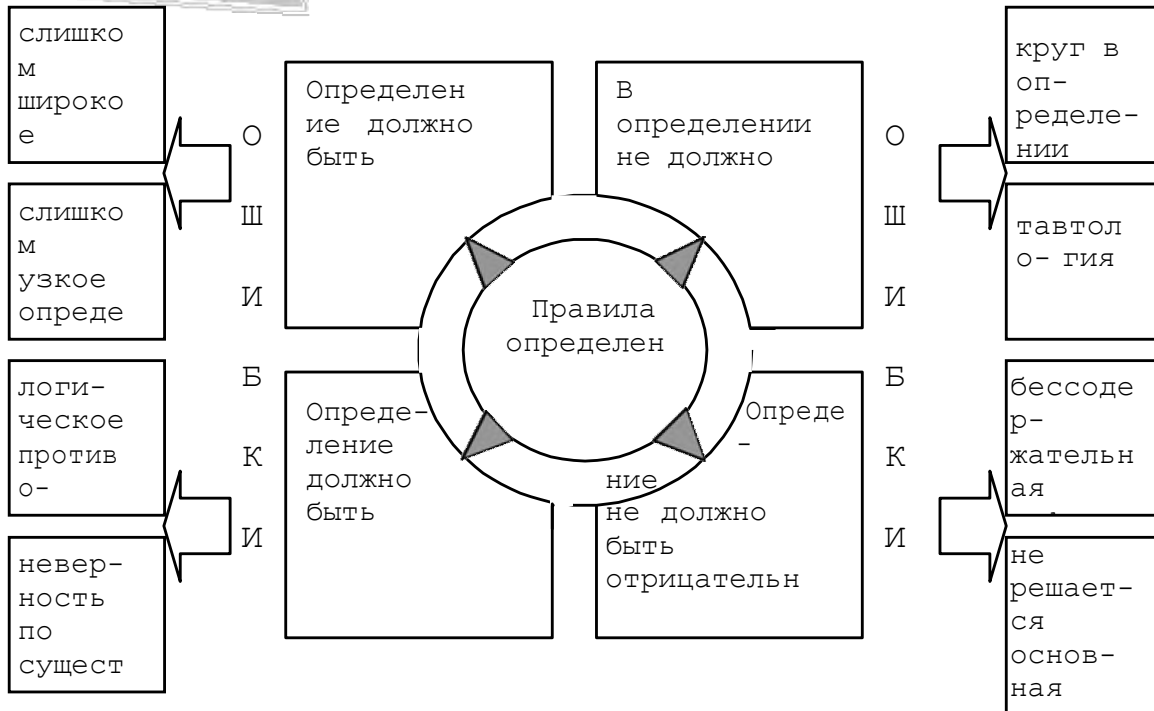 слишко
м
широко
е
слишко
м
узкое
опреде
логи-
ческое
против
о-
невер-
ность
по
сущест
О
Ш
И
Б
К
И
Определен
ие должно
быть
В
определении
не должно
Правила
определен
Опреде-
ление
должно
быть
Опреде
-
ние
не должно
быть
отрицательн
О
Ш
И
Б
К
И
круг в
оп-
ределе-
нии
тавтол
о- гия
бессоде
р-
жательн
ая
не
решает-
ся
основ-
ная